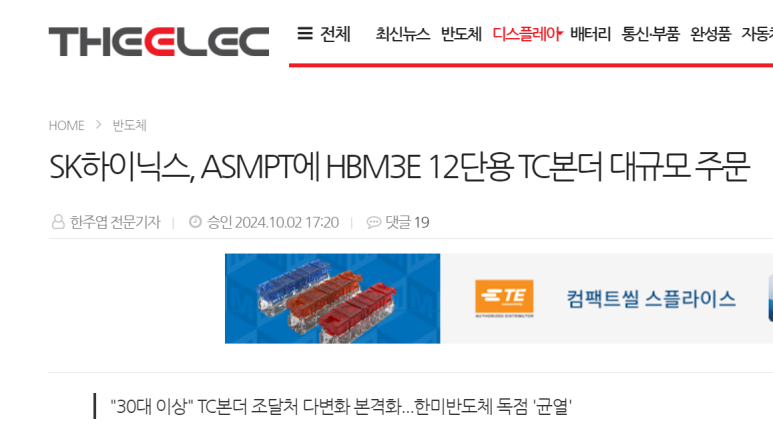 THEELEC
전체 최신뉴스 반도체 디스플레이 배터리 통신·부품 완성품
HOME > 반도체
SK하이닉스, ASMPT에 HBM3E 12단용 TC본더 대규모 주문
한주엽 전문기자 | 승인 2024.10.02 17:20 | 댓글 19
TE
AUTHORIZED DISTRIBUTOR
컴팩트씰 스플라이스
"30대 이상" TC본더 조달처 다변화 본격화...한미반도체 독점 '균열'